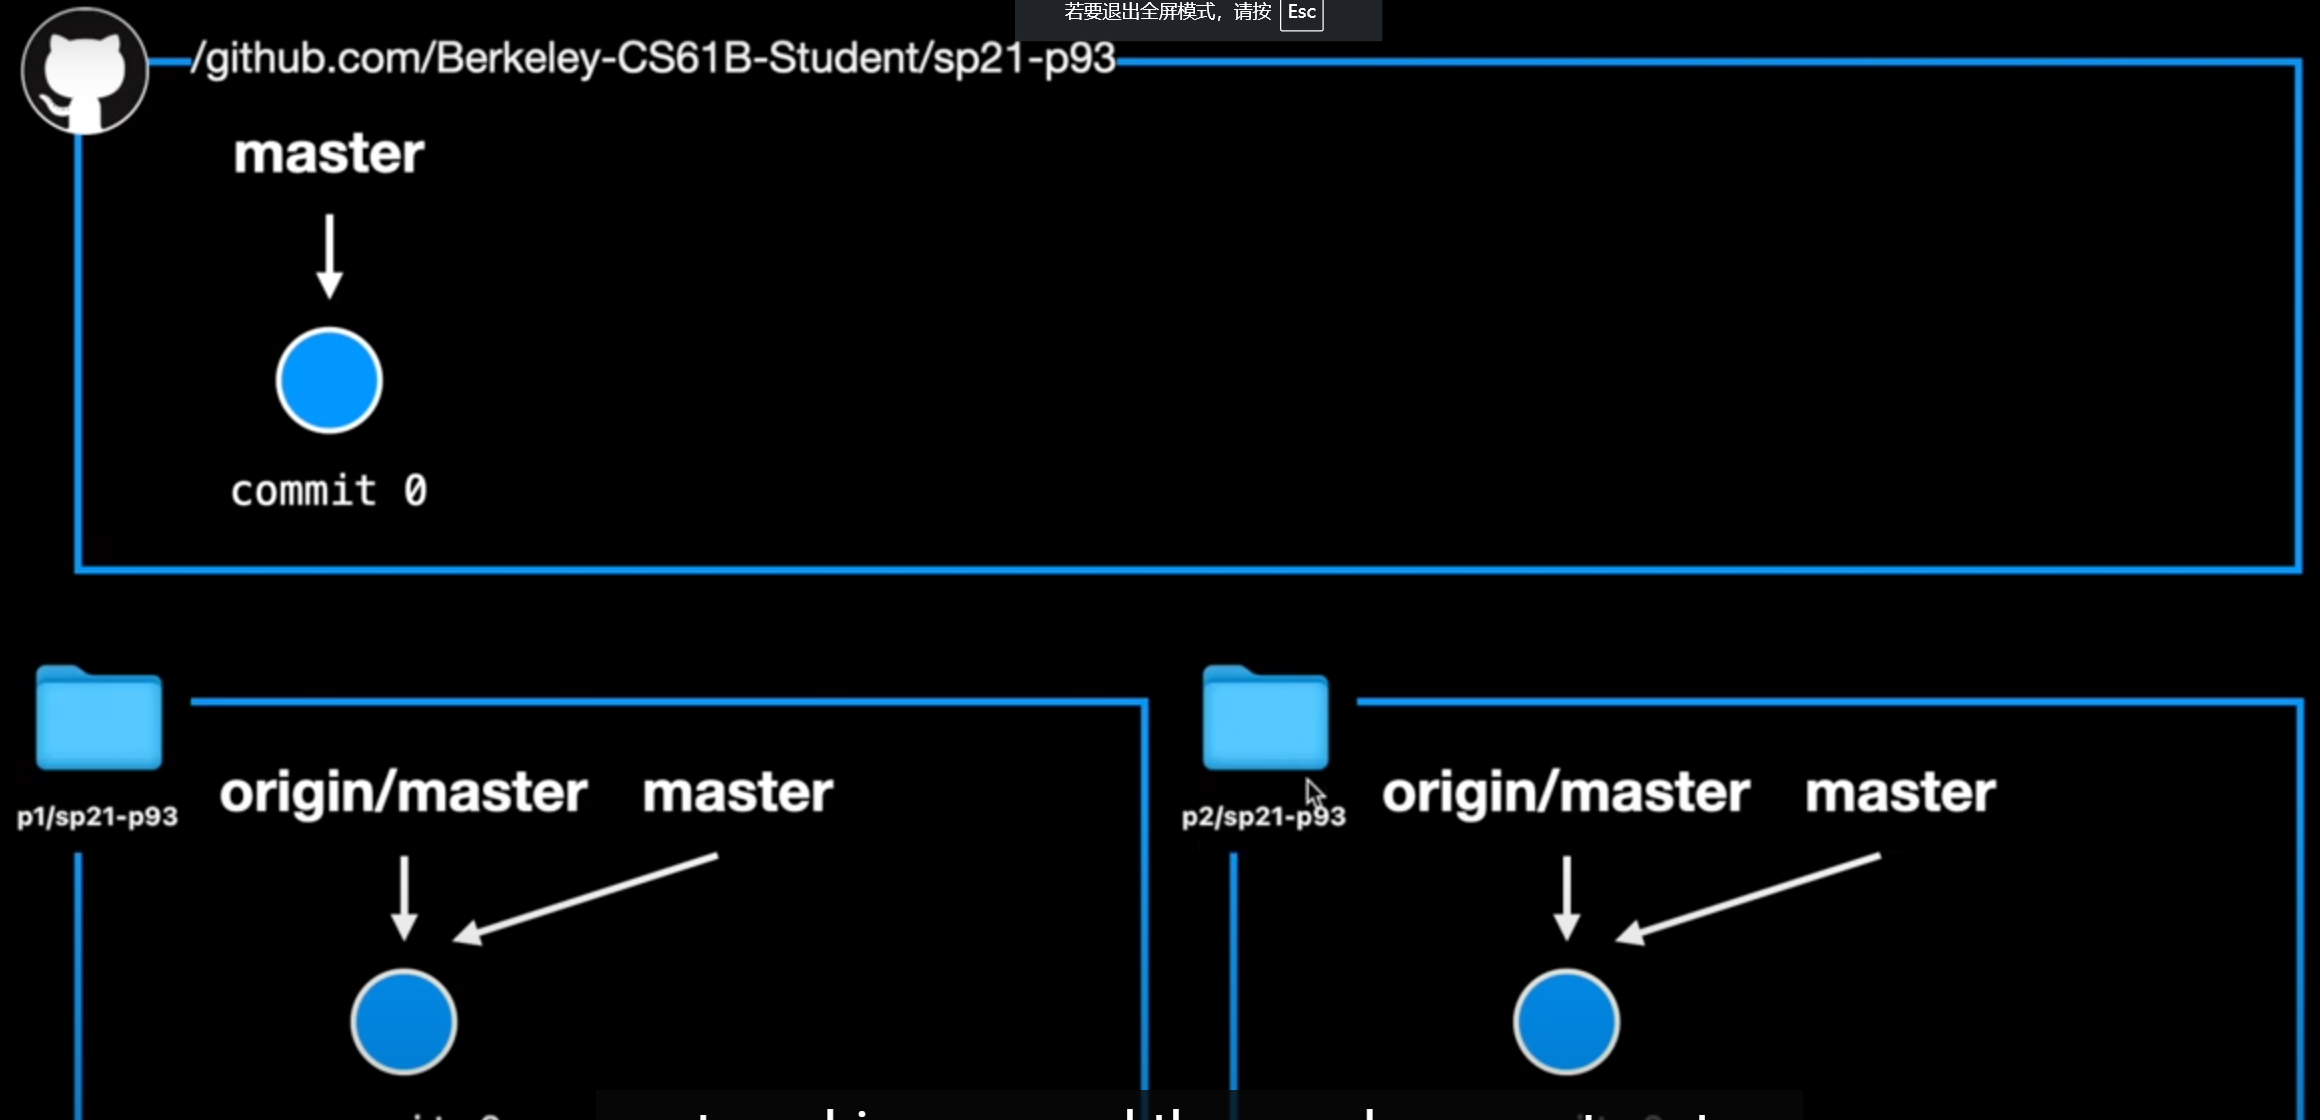 若要退出全屏模式，请按 Esc
/github.com/Berkeley-CS61B-Student/sp21-p93
master
commit 0
p1/sp21-p93
origin/master master
p2/sp21-p93
origin/master master